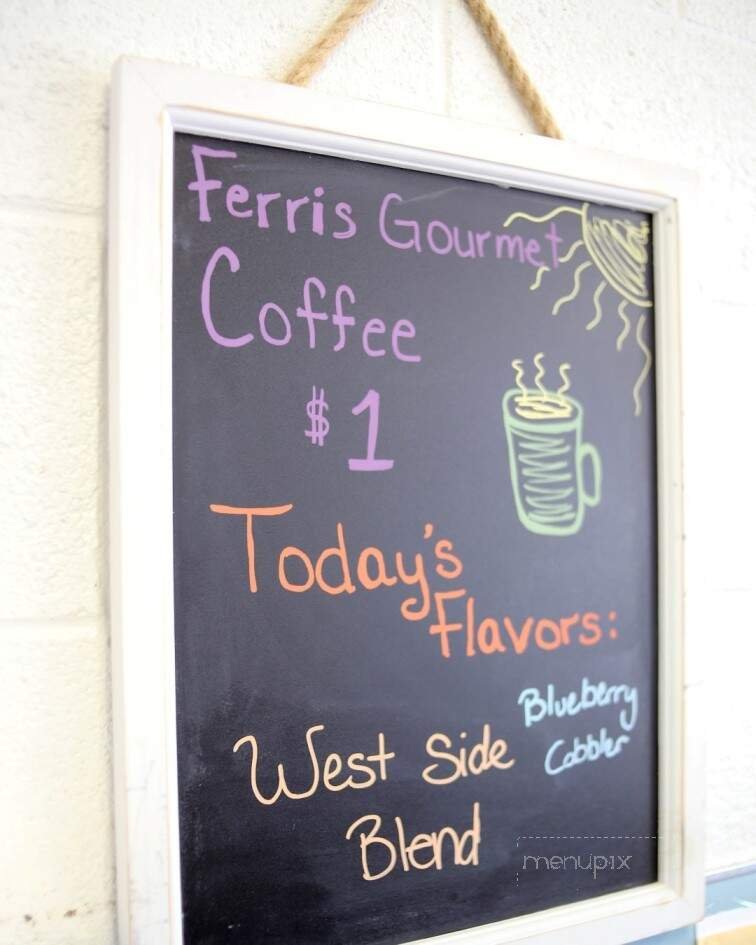 Ferris Gourmet
Coffee
$1
Today's
Flavors:
Blueberry
Cobbler
West Side
Blend
menupix